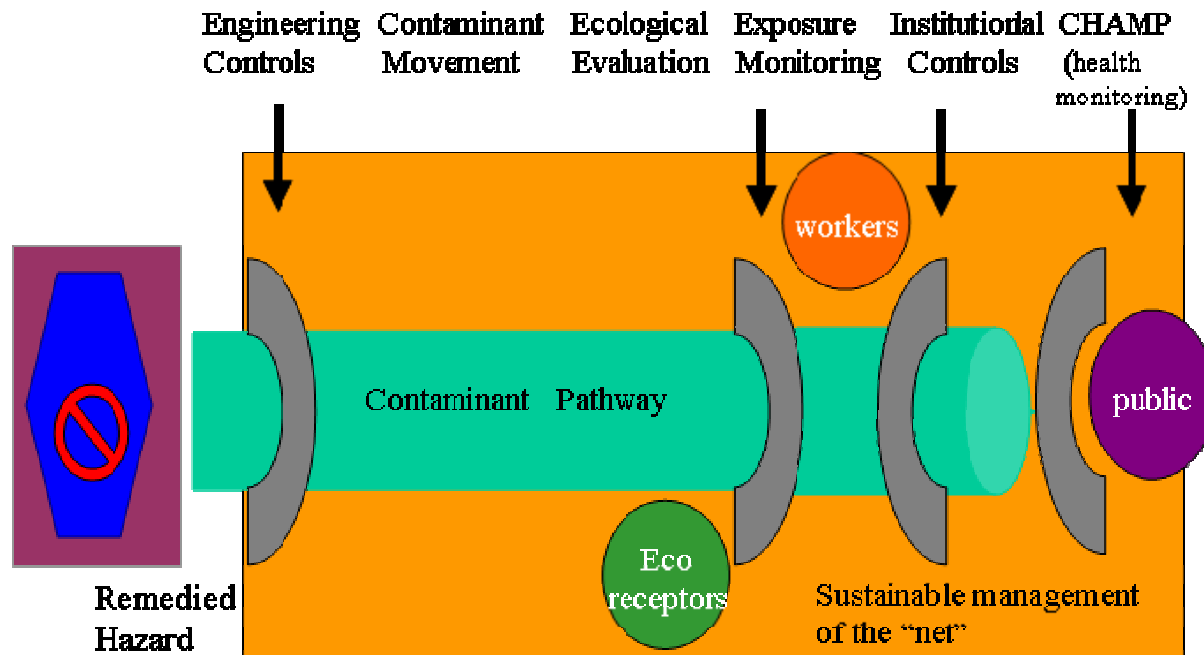 Engineering Controls
Contaminant Movement
Ecological Evaluation
Exposure Monitoring
Institutional Controls
CHAMP
(health
monitoring)
workers
Contaminant Pathway
public
Eco
receptors
Remedied
Hazard
Sustainable management
of the “net”